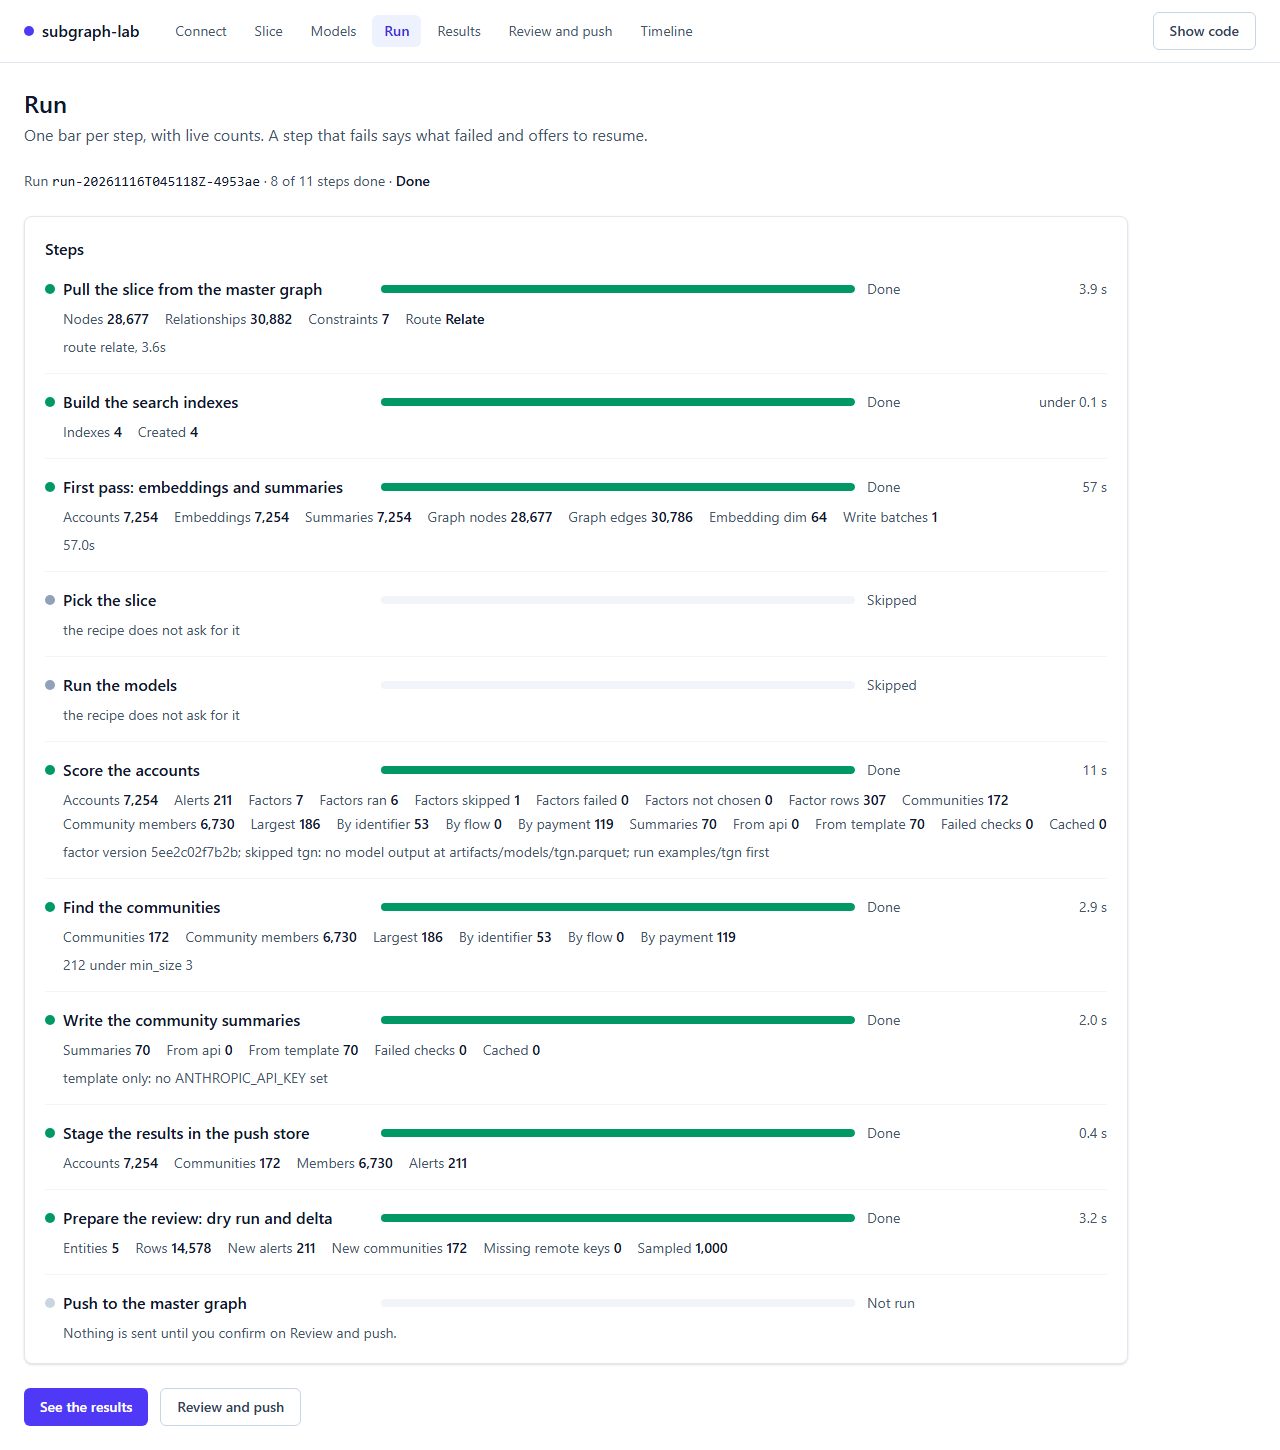 subgraph-lab Connect Slice Models Run Results Review and push Timeline Show code
Run
One bar per step, with live counts. A step that fails says what failed and offers to resume.
Run run-20261116T045118Z-4953ae · 8 of 11 steps done · Done
Steps
Pull the slice from the master graph Done 3.9 s
Nodes 28,677 Relationships 30,882 Constraints 7 Route Relate
route relate, 3.6s
Build the search indexes Done under 0.1 s
Indexes 4 Created 4
First pass: embeddings and summaries Done 57 s
Accounts 7,254 Embeddings 7,254 Summaries 7,254 Graph nodes 28,677 Graph edges 30,786 Embedding dim 64 Write batches 1
57.0s
Pick the slice Skipped
the recipe does not ask for it
Run the models Skipped
the recipe does not ask for it
Score the accounts Done 11 s
Accounts 7,254 Alerts 211 Factors 7 Factors ran 6 Factors skipped 1 Factors failed 0 Factors not chosen 0 Factor rows 307 Communities 172
Community members 6,730 Largest 186 By identifier 53 By flow 0 By payment 119 Summaries 70 From api 0 From template 70 Failed checks 0 Cached 0
factor version 5ee2c02f7b2b; skipped tgn: no model output at artifacts/models/tgn.parquet; run examples/tgn first
Find the communities Done 2.9 s
Communities 172 Community members 6,730 Largest 186 By identifier 53 By flow 0 By payment 119
212 under min_size 3
Write the community summaries Done 2.0 s
Summaries 70 From api 0 From template 70 Failed checks 0 Cached 0
template only: no ANTHROPIC_API_KEY set
Stage the results in the push store Done 0.4 s
Accounts 7,254 Communities 172 Members 6,730 Alerts 211
Prepare the review: dry run and delta Done 3.2 s
Entities 5 Rows 14,578 New alerts 211 New communities 172 Missing remote keys 0 Sampled 1,000
Push to the master graph Not run
Nothing is sent until you confirm on Review and push.
See the results Review and push